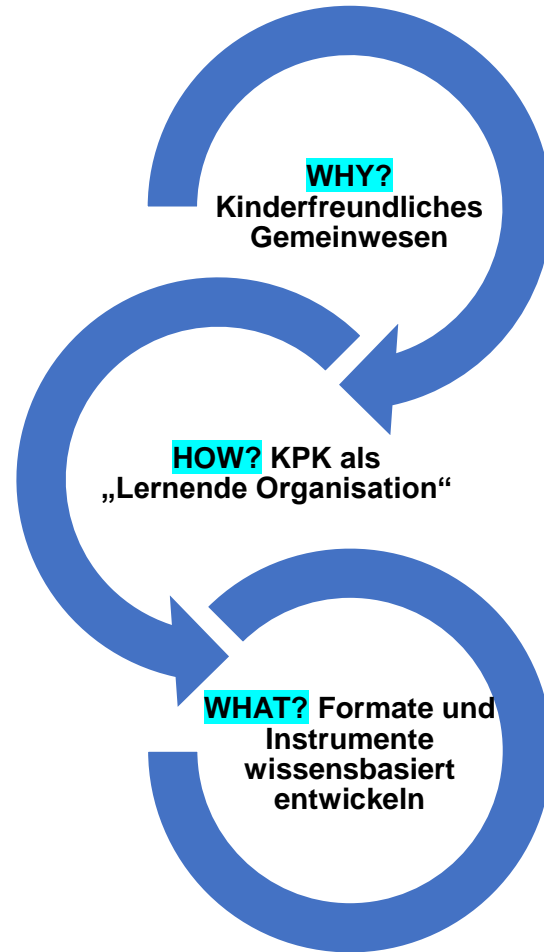 WHY?
Kinderfreundliches
Gemeinwesen
HOW? KPK als
„Lernende Organisation“
WHAT? Formate und
Instrumente
wissensbasiert
entwickeln